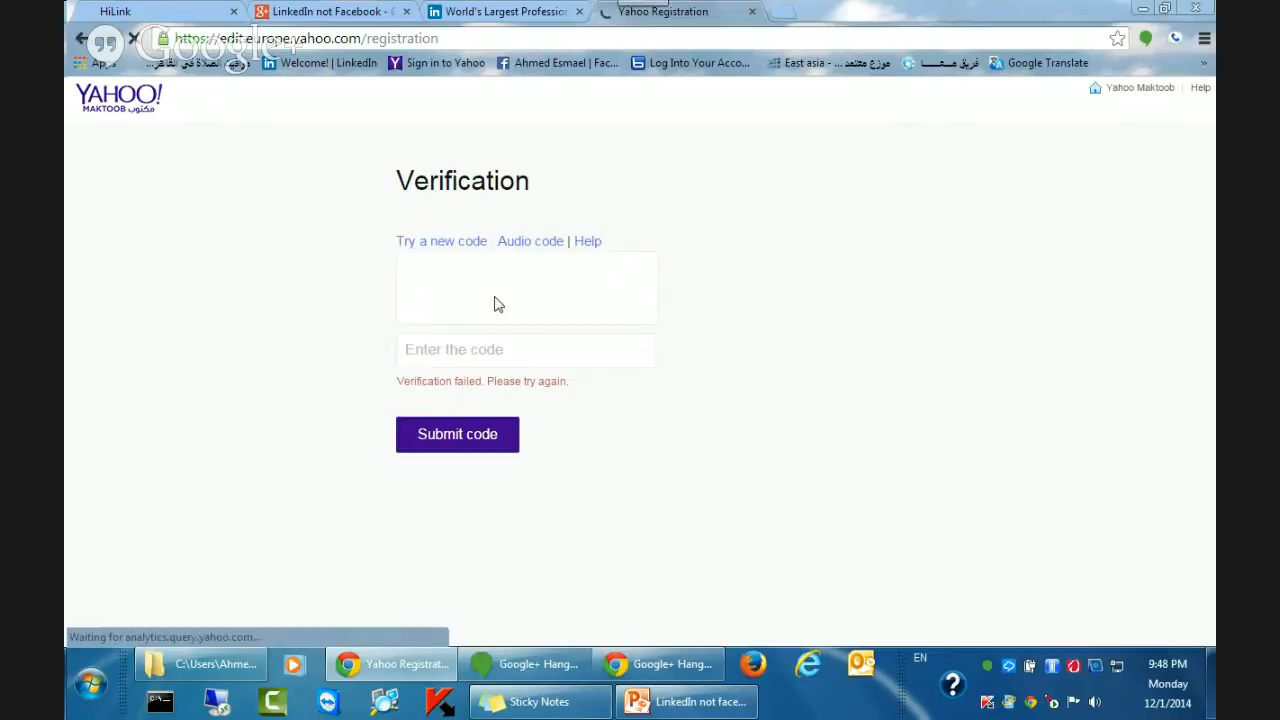 HiLink
LinkedIn not Facebook - G
World's Largest Professio
Yahoo Registration
Google+
https://edit.europe.yahoo.com/registration
Apps
Welcome! | LinkedIn
Sign in to Yahoo
Ahmed Esmael | Fac...
Log Into Your Acco...
East asia - موزع معتمد ...
Google Translate
»
YAHOO!
MAKTOOB مكتوب
Yahoo Maktoob | Help
Verification
Try a new code | Audio code | Help
Enter the code
Verification failed. Please try again.
Submit code
Waiting for analytics.query.yahoo.com...
C:\Users\Ahme...
Yahoo Registrat...
Google+ Hang...
Google+ Hang...
EN
9:48 PM
Monday
12/1/2014
Sticky Notes
LinkedIn not face...